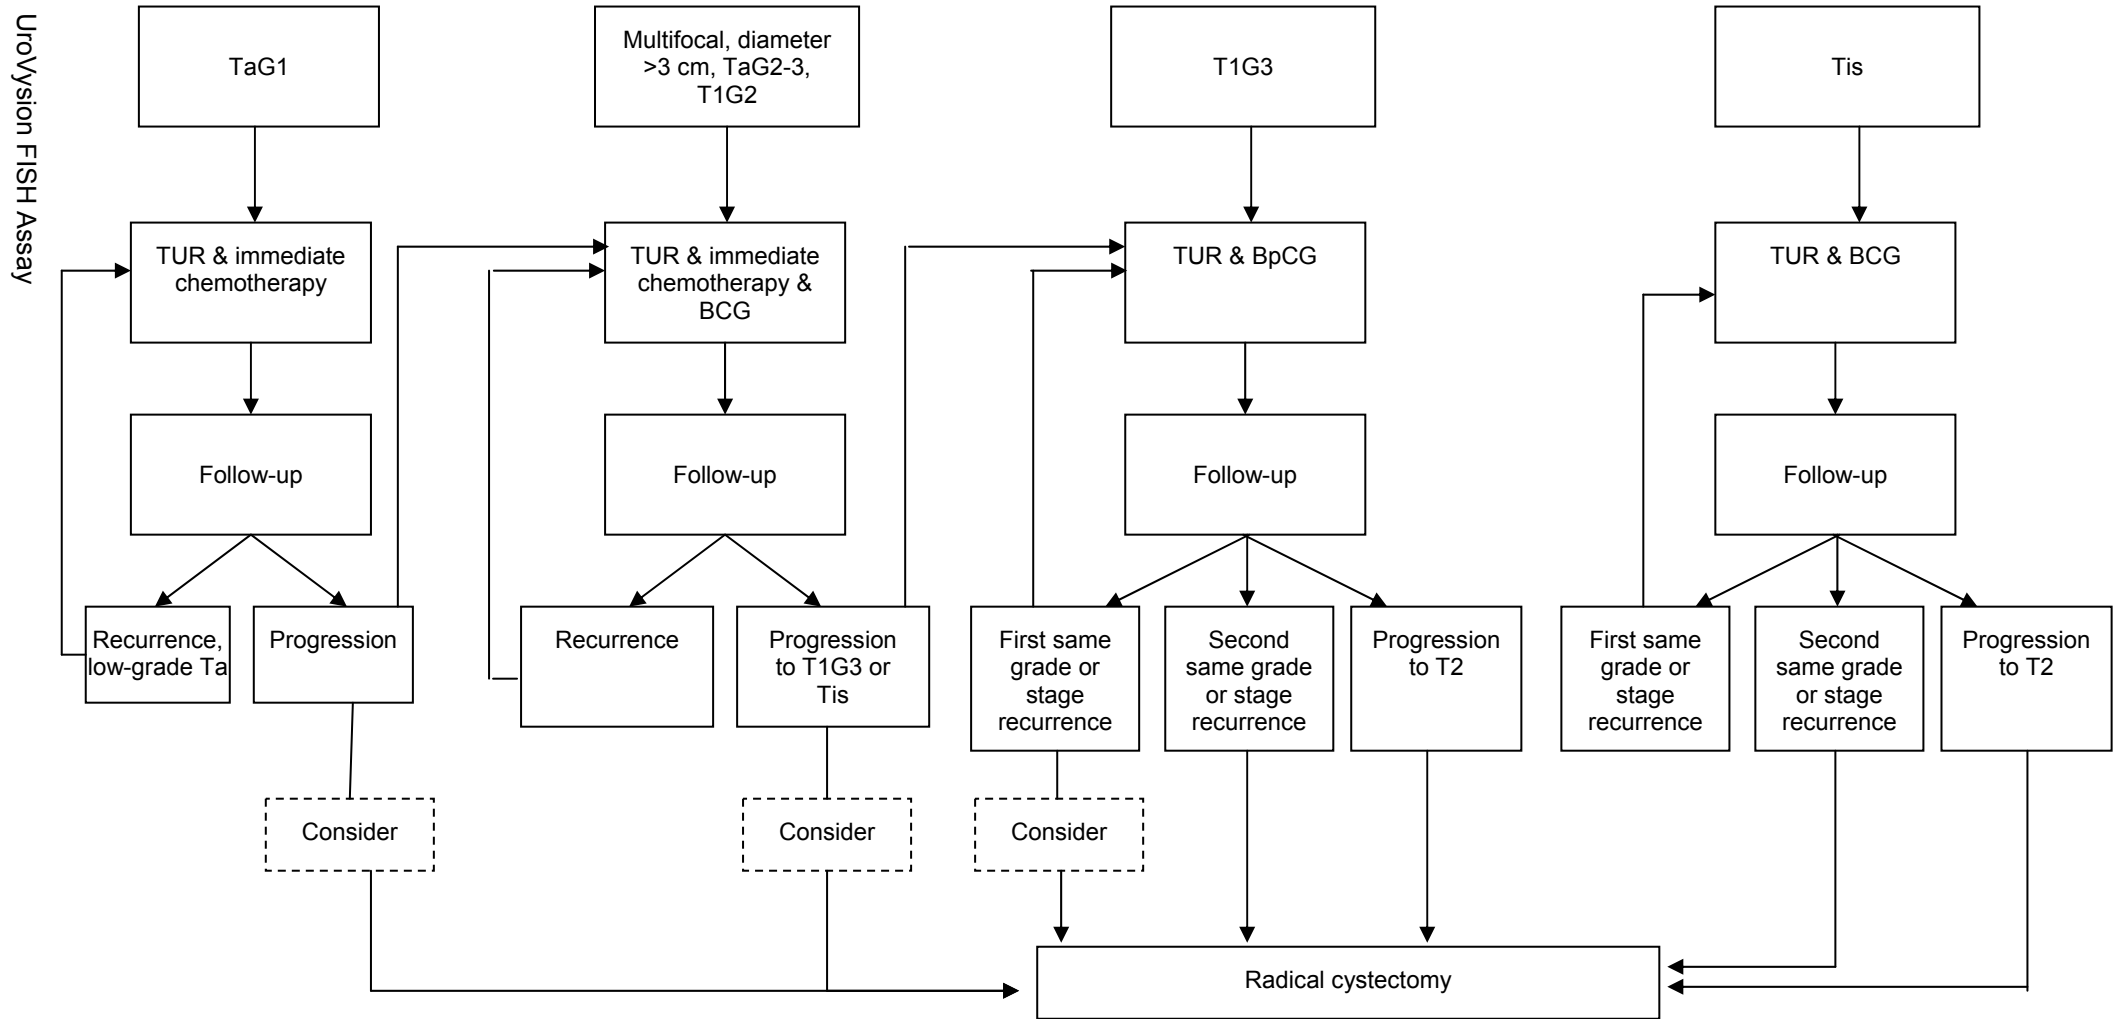 UroVysion FISH Assay
TaG1
Multifocal, diameter
>3 cm, TaG2-3,
T1G2
T1G3
Tis
TUR & immediate
chemotherapy
TUR & immediate
chemotherapy &
BCG
TUR & BpCG
TUR & BCG
Follow-up
Follow-up
Follow-up
Follow-up
Recurrence,
low-grade Ta
Progression
Recurrence
Progression
to T1G3 or
Tis
First same
grade or
stage
recurrence
Second
same grade
or stage
recurrence
Progression
to T2
First same
grade or
stage
recurrence
Second
same grade
or stage
recurrence
Progression
to T2
Consider
Consider
Consider
Radical cystectomy